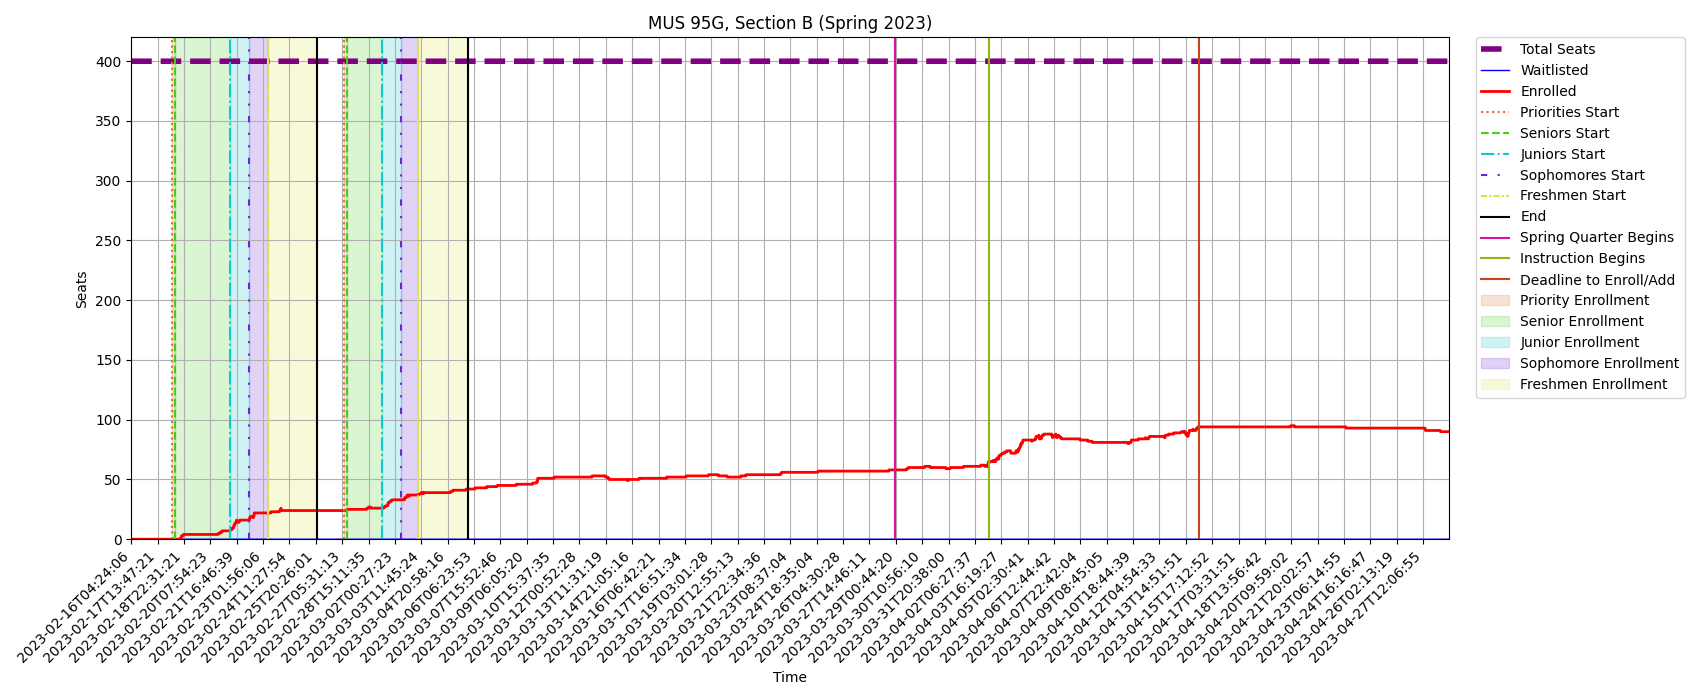 MUS 95G, Section B (Spring 2023)
Seats
400
350
300
250
200
150
100
50
0
2023-02-16T04:24:06
2023-02-17T13:47:21
2023-02-18T22:31:21
2023-02-20T07:54:23
2023-02-21T16:46:39
2023-02-23T01:56:06
2023-02-24T11:27:54
2023-02-25T20:26:01
2023-02-27T05:31:13
2023-02-28T15:11:35
2023-03-02T00:27:23
2023-03-03T11:45:24
2023-03-04T20:58:16
2023-03-06T06:23:53
2023-03-07T15:52:46
2023-03-09T06:05:20
2023-03-10T15:37:35
2023-03-12T00:52:28
2023-03-13T11:31:19
2023-03-14T21:05:16
2023-03-16T06:42:21
2023-03-17T16:51:34
2023-03-19T03:01:28
2023-03-20T12:55:13
2023-03-21T22:34:36
2023-03-23T08:37:04
2023-03-24T18:35:04
2023-03-26T04:30:28
2023-03-27T14:46:11
2023-03-29T00:44:20
2023-03-30T10:56:10
2023-03-31T20:38:00
2023-04-02T06:27:37
2023-04-03T16:19:27
2023-04-05T02:30:41
2023-04-06T12:44:42
2023-04-07T22:42:04
2023-04-09T08:45:05
2023-04-10T18:44:39
2023-04-12T04:54:33
2023-04-13T14:51:51
2023-04-15T17:12:52
2023-04-17T03:31:51
2023-04-18T13:56:42
2023-04-20T09:59:02
2023-04-21T20:02:57
2023-04-23T06:14:55
2023-04-24T16:16:47
2023-04-26T02:13:19
2023-04-27T12:06:55
Time
Total Seats
Waitlisted
Enrolled
Priorities Start
Seniors Start
Juniors Start
Sophomores Start
Freshmen Start
End
Spring Quarter Begins
Instruction Begins
Deadline to Enroll/Add
Priority Enrollment
Senior Enrollment
Junior Enrollment
Sophomore Enrollment
Freshmen Enrollment